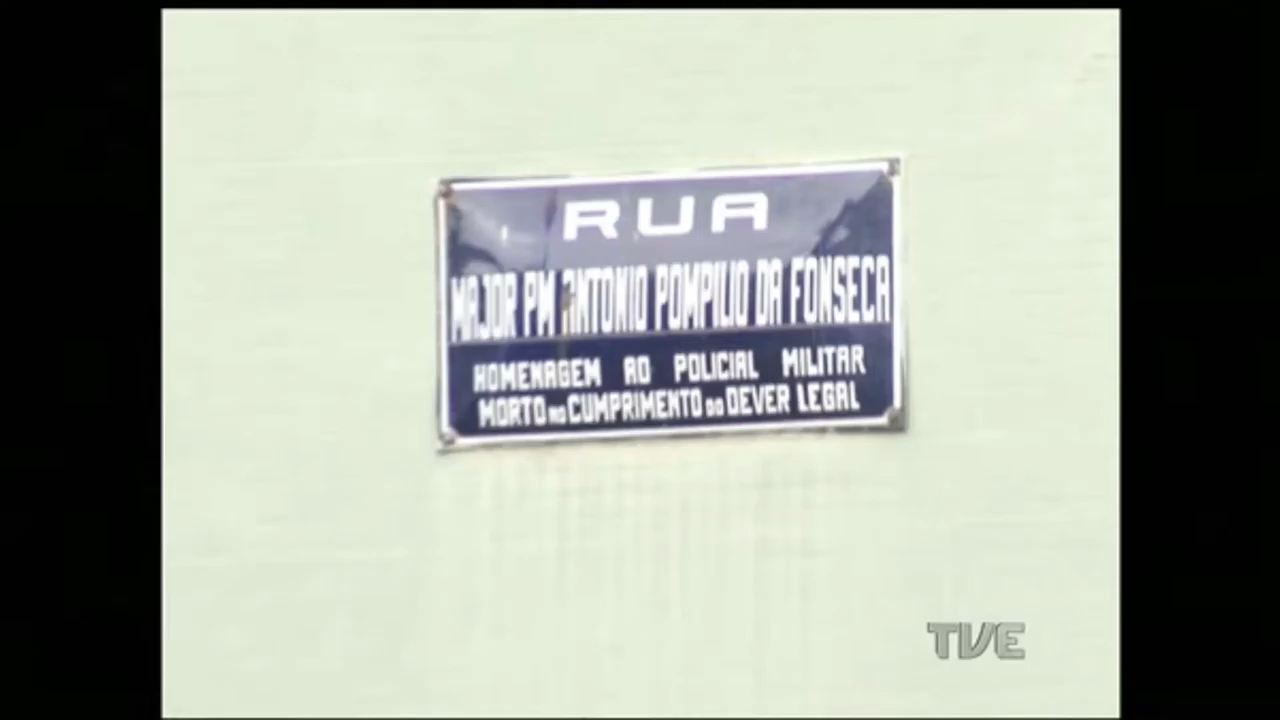 RUA
MAJOR PM ANTONIO POMPILIO DA FONSECA
HOMENAGEM AO POLICIAL MILITAR
MORTO NO CUMPRIMENTO DO DEVER LEGAL
TVE